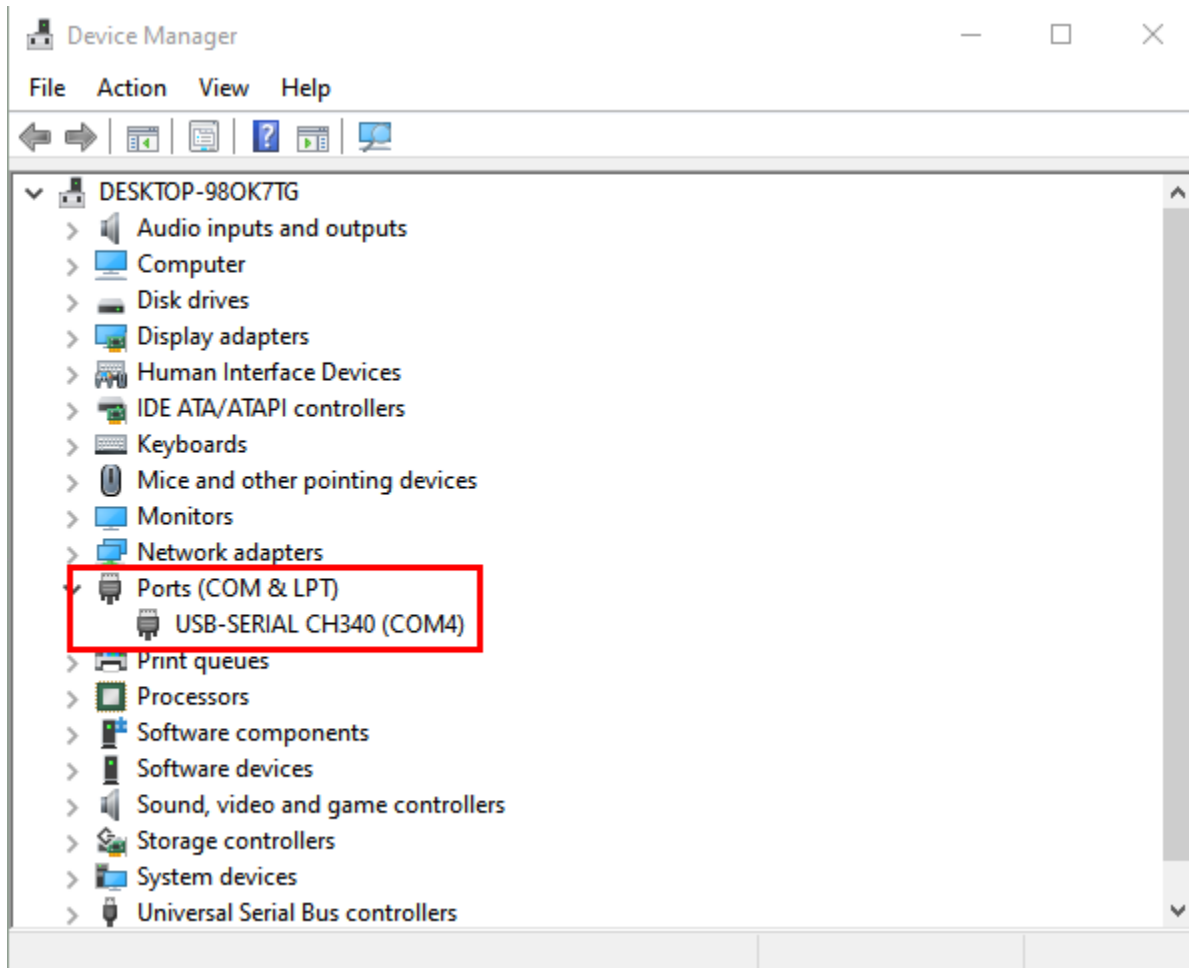 Device Manager
File Action View Help
?
DESKTOP-98OK7TG
Audio inputs and outputs
Computer
Disk drives
Display adapters
Human Interface Devices
IDE ATA/ATAPI controllers
Keyboards
Mice and other pointing devices
Monitors
Network adapters
Ports (COM & LPT)
USB-SERIAL CH340 (COM4)
Print queues
Processors
Software components
Software devices
Sound, video and game controllers
Storage controllers
System devices
Universal Serial Bus controllers